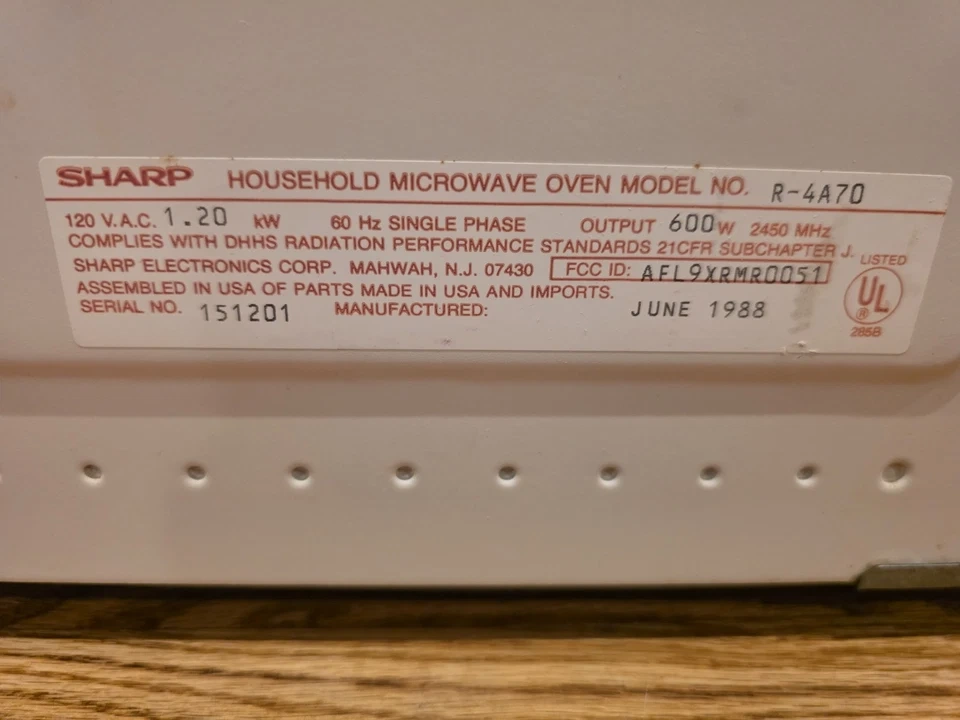 SHARP HOUSEHOLD MICROWAVE OVEN MODEL NO. R-4A70
120 V.A.C. 1.20 kW 60 Hz SINGLE PHASE OUTPUT 600 W 2450 MHz
COMPLIES WITH DHHS RADIATION PERFORMANCE STANDARDS 21CFR SUBCHAPTER J.
SHARP ELECTRONICS CORP. MAHWAH, N.J. 07430 FCC ID: AFL9XRMR0051
ASSEMBLED IN USA OF PARTS MADE IN USA AND IMPORTS.
SERIAL NO. 151201 MANUFACTURED: JUNE 1988
LISTED
UL
®
285B